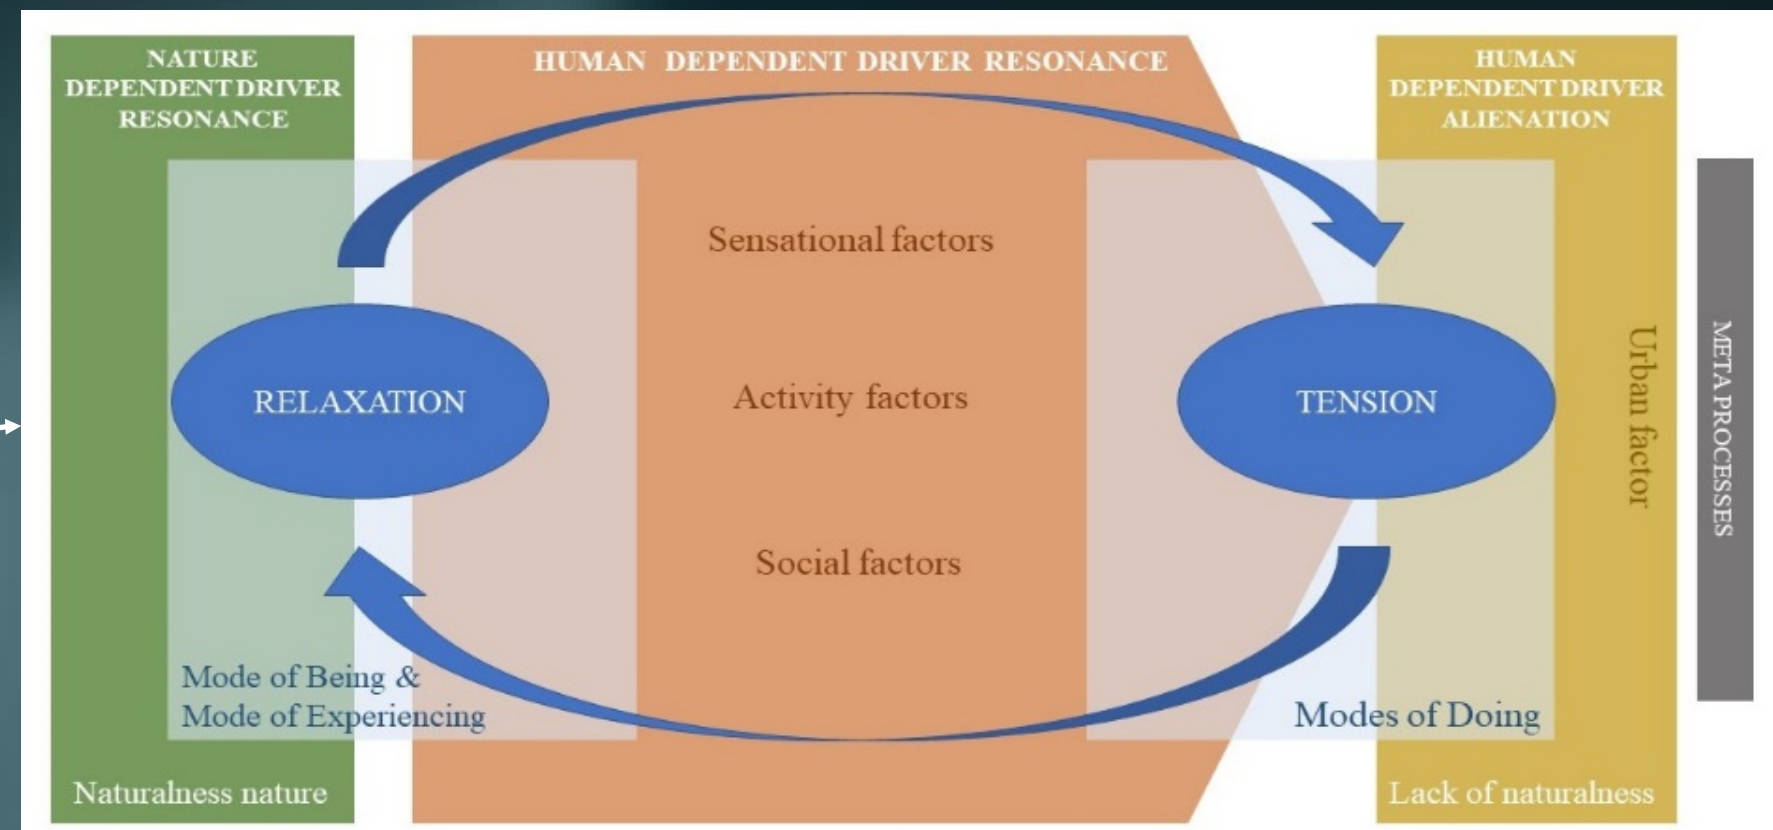 NATURE
DEPENDENT DRIVER
RESONANCE
HUMAN DEPENDENT DRIVER RESONANCE
HUMAN
DEPENDENT DRIVER
ALIENATION
Sensational factors
RELAXATION
Activity factors
TENSION
Urban factor
META PROCESSES
Social factors
Mode of Being &
Mode of Experiencing
Modes of Doing
Naturalness nature
Lack of naturalness